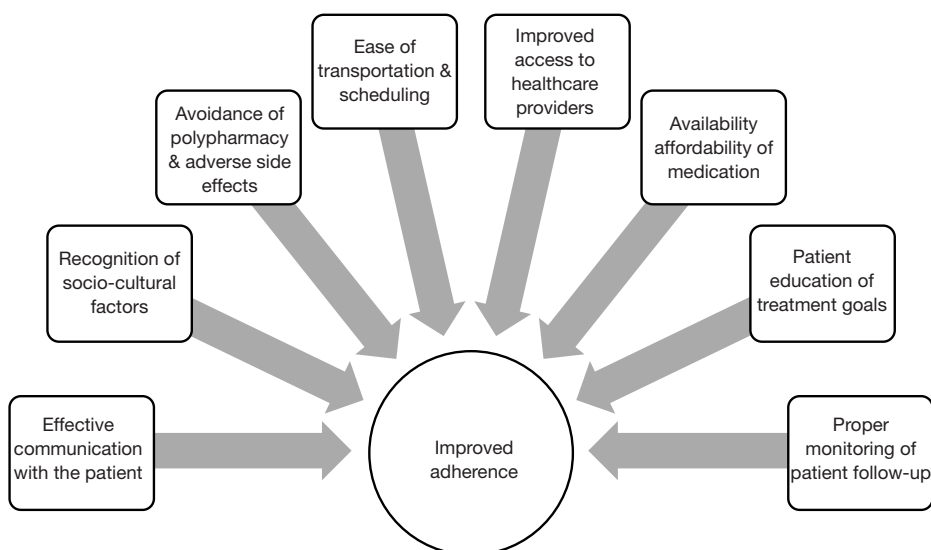 Effective
communication
with the patient
Recognition of
socio-cultural
factors
Avoidance of
polypharmacy
& adverse side
effects
Ease of
transportation &
scheduling
Improved
access to
healthcare
providers
Availability
affordability of
medication
Patient
education of
treatment goals
Proper
monitoring of
patient follow-up
Improved
adherence